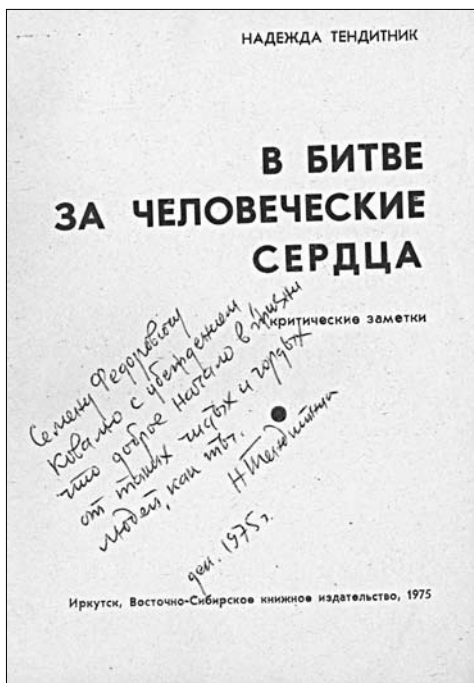 НАДЕЖДА ТЕНДИТНИК
В БИТВЕ
ЗА ЧЕЛОВЕЧЕСКИЕ
СЕРДЦА
критические заметки
Семену Федоровичу
Ковалю с убеждением
что доброе начало в жизни
от таких чистых и гордых
людей, как ты.
Н Тендитник
дек. 1975 г.
Иркутск, Восточно-Сибирское книжное издательство, 1975